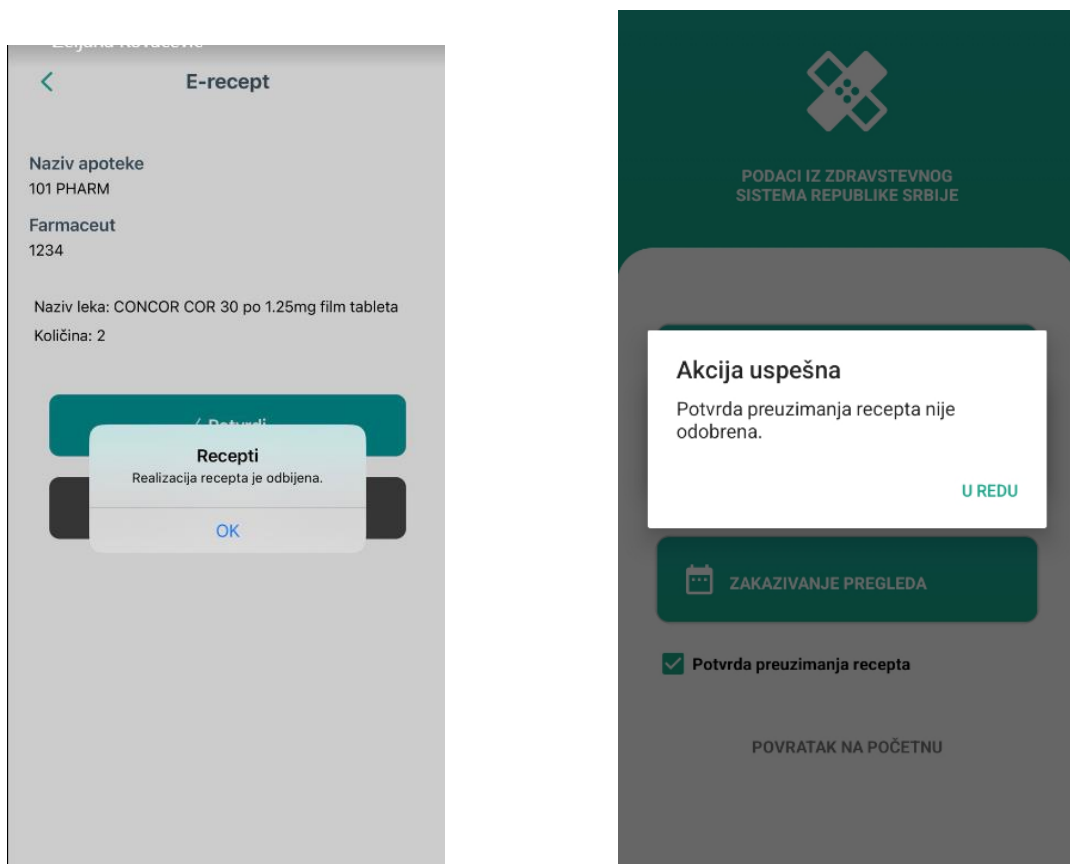 E-recept
Naziv apoteke
101 PHARM
Farmaceut
1234
Naziv leka: CONCOR COR 30 po 1.25mg film tableta
Količina: 2
Potvrdi
Recepti
Realizacija recepta je odbijena.
OK
PODACI IZ ZDRAVSTEVNOG
SISTEMA REPUBLIKE SRBIJE
Akcija uspešna
Potvrda preuzimanja recepta nije
odobrena.
U REDU
ZAKAZIVANJE PREGLEDA
Potvrda preuzimanja recepta
POVRATAK NA POČETNU